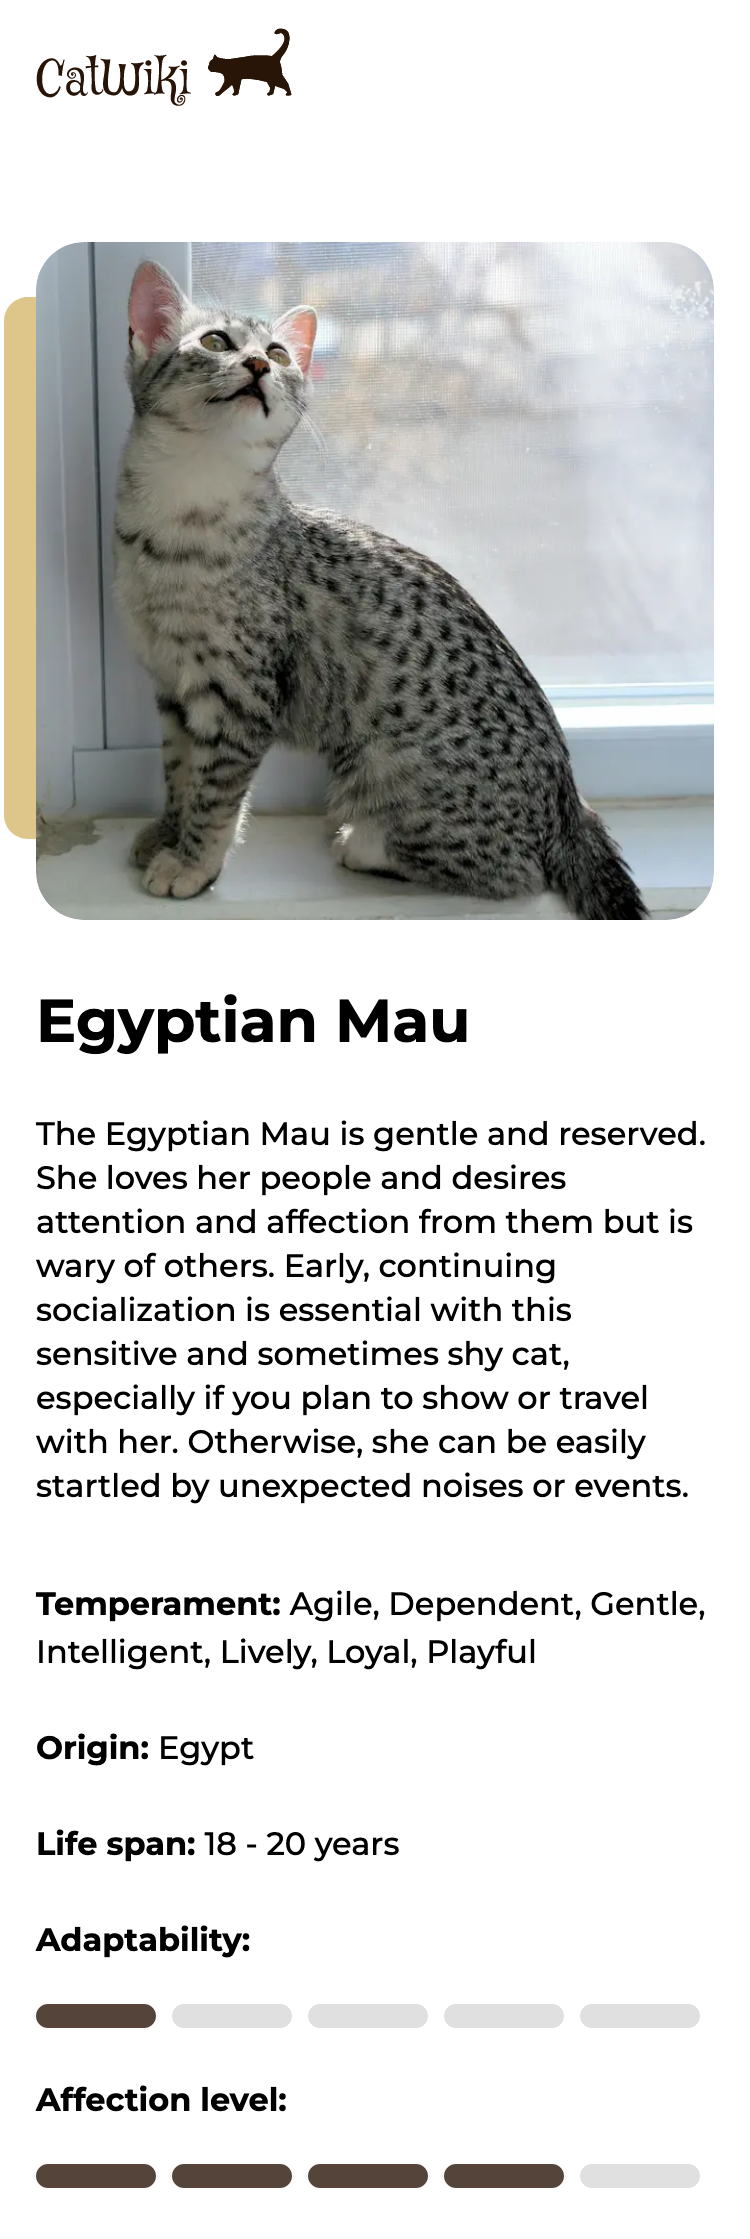 CatWiki
Egyptian Mau
The Egyptian Mau is gentle and reserved.
She loves her people and desires
attention and affection from them but is
wary of others. Early, continuing
socialization is essential with this
sensitive and sometimes shy cat,
especially if you plan to show or travel
with her. Otherwise, she can be easily
startled by unexpected noises or events.
Temperament: Agile, Dependent, Gentle,
Intelligent, Lively, Loyal, Playful
Origin: Egypt
Life span: 18 - 20 years
Adaptability:
Affection level: